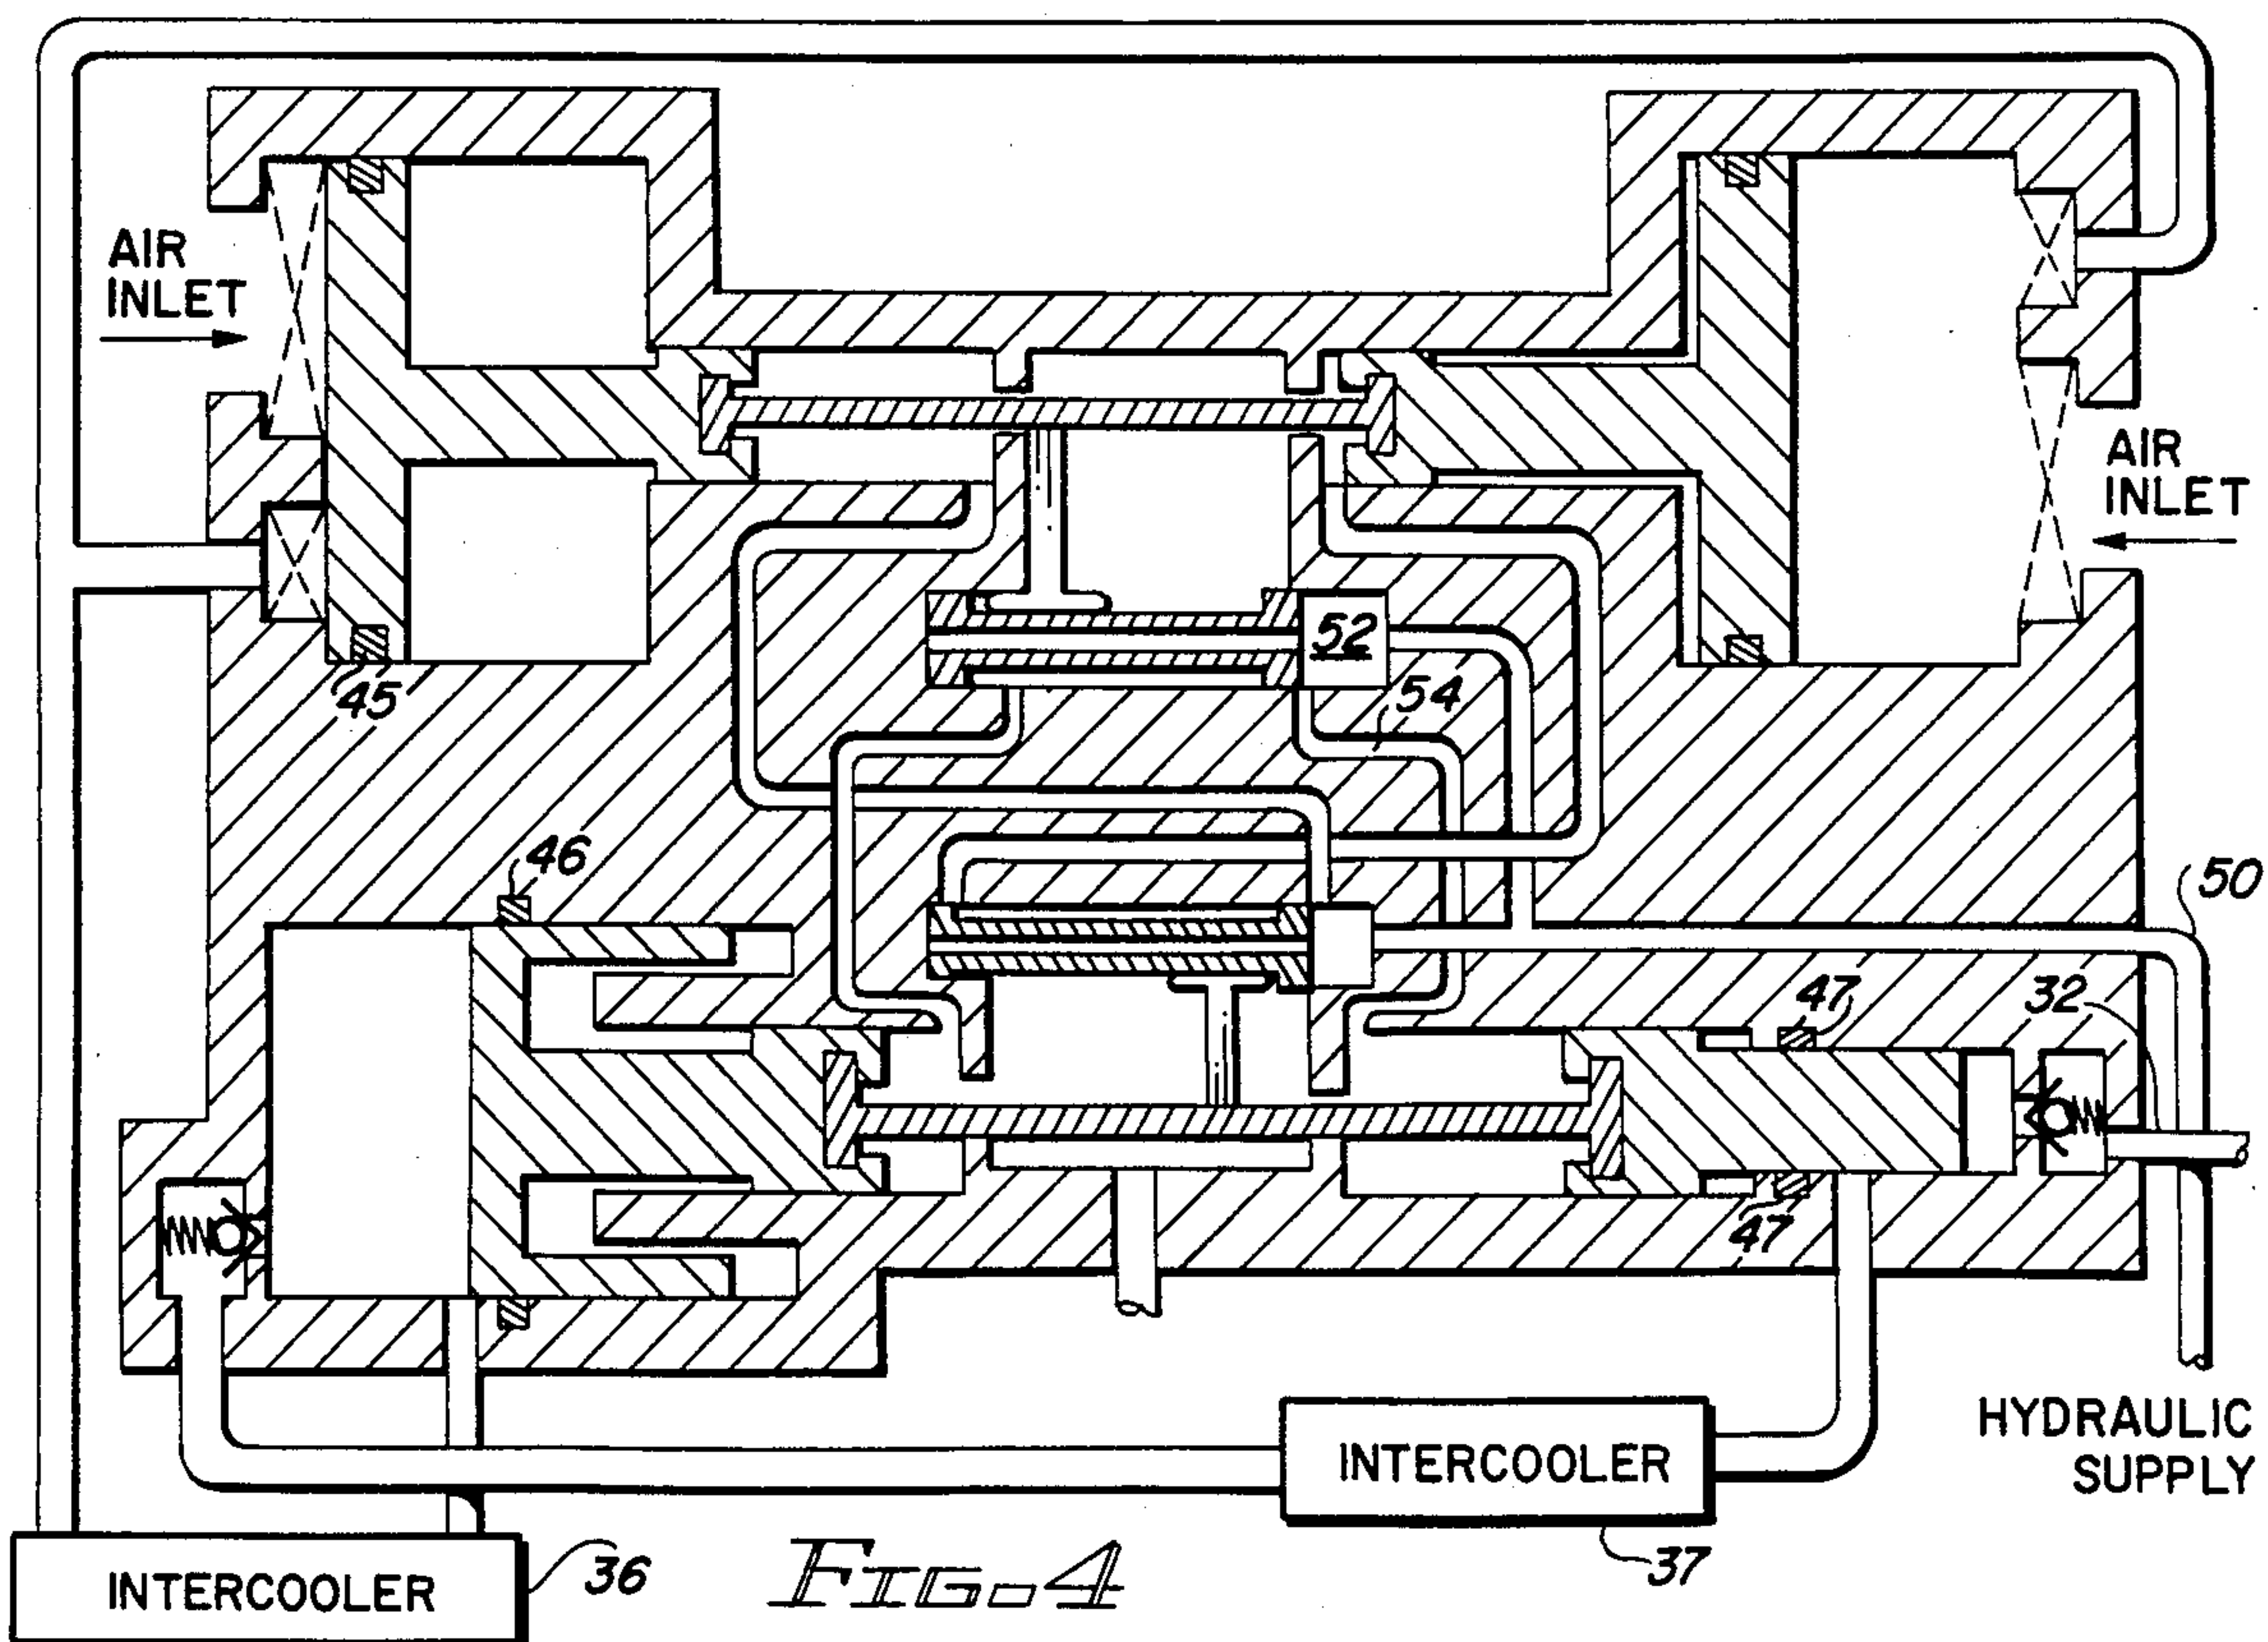 AIR
INLET
AIR
INLET
52
45
54
46
50
47
32
47
HYDRAULIC
SUPPLY
INTERCOOLER
37
INTERCOOLER
36
FIG. 4